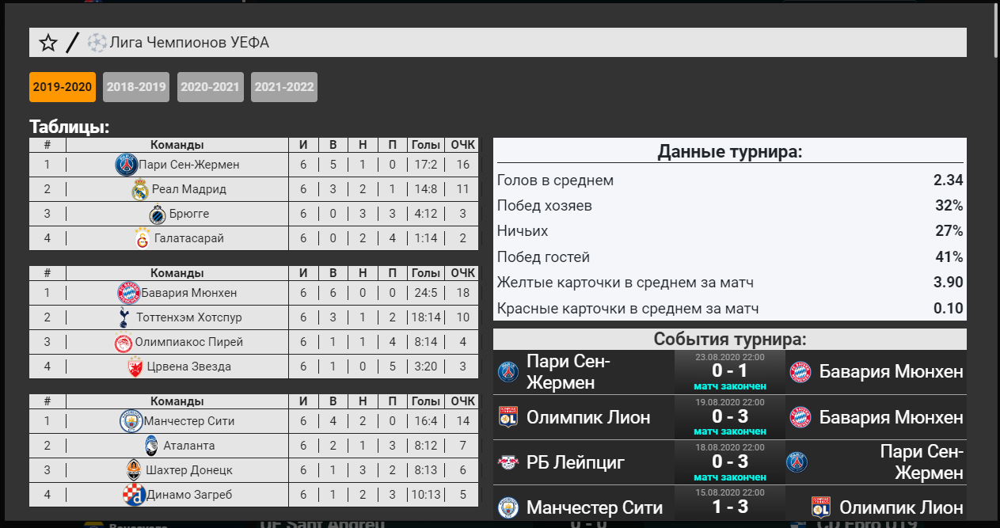 Лига Чемпионов УЕФА
2019-2020 2018-2019 2020-2021 2021-2022
Таблицы:
# Команды И В Н П Голы ОЧК
1 Пари Сен-Жермен 6 5 1 0 17:2 16
2 Реал Мадрид 6 3 2 1 14:8 11
3 Брюгге 6 0 3 3 4:12 3
4 Галатасарай 6 0 2 4 1:14 2
# Команды И В Н П Голы ОЧК
1 Бавария Мюнхен 6 6 0 0 24:5 18
2 Тоттенхэм Хотспур 6 3 1 2 18:14 10
3 Олимпиакос Пирей 6 1 1 4 8:14 4
4 Црвена Звезда 6 1 0 5 3:20 3
# Команды И В Н П Голы ОЧК
1 Манчестер Сити 6 4 2 0 16:4 14
2 Аталанта 6 2 1 3 8:12 7
3 Шахтер Донецк 6 1 3 2 8:13 6
4 Динамо Загреб 6 1 2 3 10:13 5
Данные турнира:
Голов в среднем 2.34
Побед хозяев 32%
Ничьих 27%
Побед гостей 41%
Желтые карточки в среднем за матч 3.90
Красные карточки в среднем за матч 0.10
События турнира:
23.08.2020 22:00
Пари Сен-Жермен 0 - 1 Бавария Мюнхен
матч закончен
19.08.2020 22:00
Олимпик Лион 0 - 3 Бавария Мюнхен
матч закончен
18.08.2020 22:00
РБ Лейпциг 0 - 3 Пари Сен-Жермен
матч закончен
15.08.2020 22:00
Манчестер Сити 1 - 3 Олимпик Лион